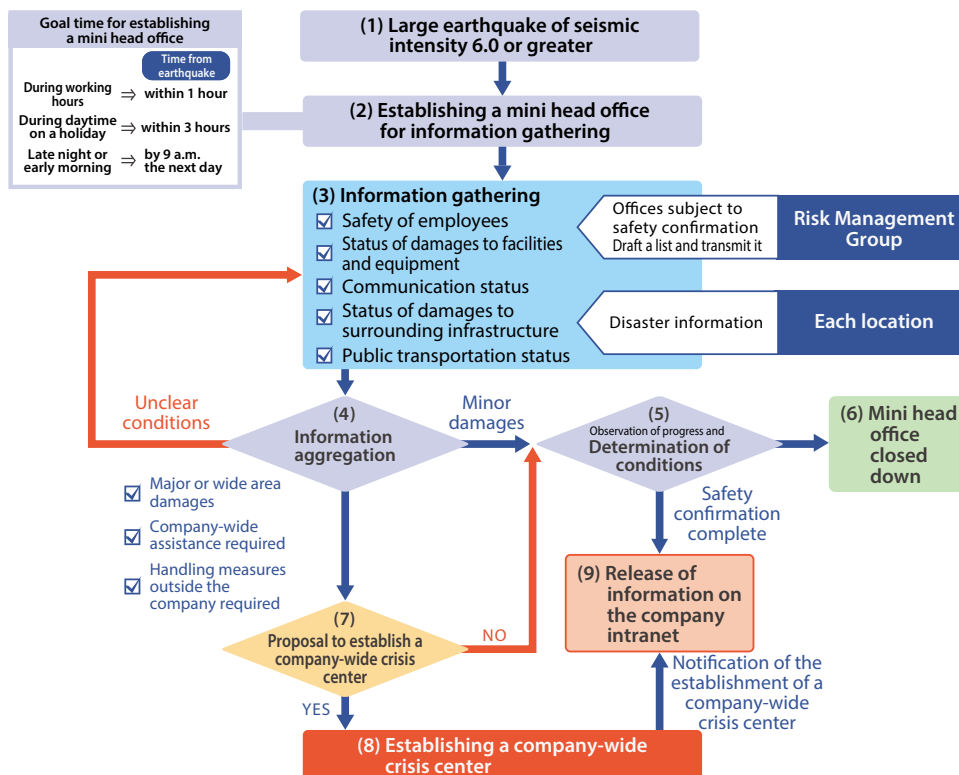 Goal time for establishing
a mini head office
Time from
earthquake
During working
hours
⇒ within 1 hour
During daytime
on a holiday
⇒ within 3 hours
Late night or
early morning
⇒ by 9 a.m.
the next day
(1) Large earthquake of seismic
intensity 6.0 or greater
(2) Establishing a mini head office
for information gathering
(3) Information gathering
Safety of employees
Status of damages to facilities
and equipment
Communication status
Status of damages to
surrounding infrastructure
Public transportation status
Offices subject to
safety confirmation
Draft a list and transmit it
Risk Management
Group
Disaster information
Each location
Unclear
conditions
(4)
Information
aggregation
Minor
damages
(5)
Observation of progress and
Determination of
conditions
(6) Mini head
office
closed
down
Major or wide area
damages
Company-wide
assistance required
Handling measures
outside the
company required
Safety
confirmation
complete
(7)
Proposal to establish a
company-wide crisis
center
NO
YES
(9) Release of
information on
the company
intranet
Notification of the
establishment of a
company-wide
crisis center
(8) Establishing a company-wide
crisis center